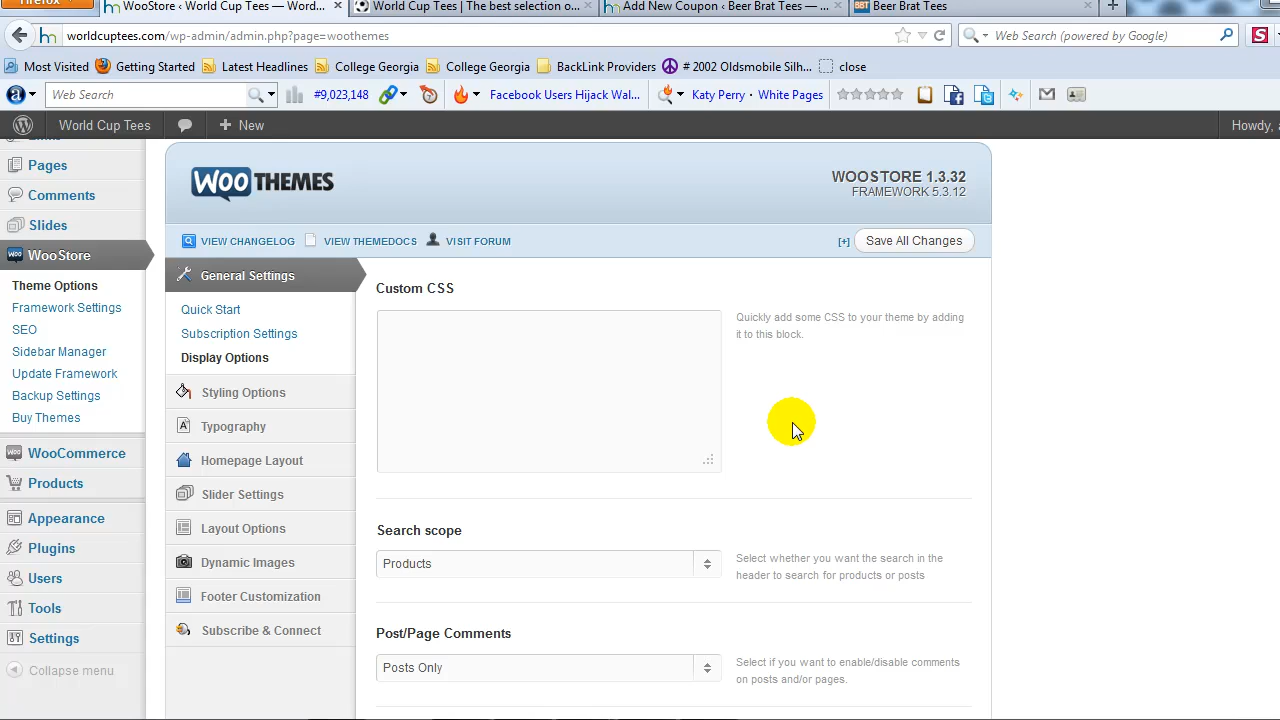 Firefox
WooStore ‹ World Cup Tees — WordPr...
World Cup Tees | The best selection o...
Add New Coupon ‹ Beer Brat Tees — ...
BBT Beer Brat Tees
worldcuptees.com/wp-admin/admin.php?page=woothemes
Web Search (powered by Google)
Most Visited
Getting Started
Latest Headlines
College Georgia
College Georgia
BackLink Providers
# 2002 Oldsmobile Silh...
close
Web Search
#9,023,148
Facebook Users Hijack Wal...
Katy Perry · White Pages
World Cup Tees
+ New
Howdy,
Links
Pages
Comments
Slides
WooStore
Theme Options
Framework Settings
SEO
Sidebar Manager
Update Framework
Backup Settings
Buy Themes
WooCommerce
Products
Appearance
Plugins
Users
Tools
Settings
Collapse menu
WOOTHEMES
WOOSTORE 1.3.32
FRAMEWORK 5.3.12
VIEW CHANGELOG
VIEW THEMEDOCS
VISIT FORUM
[+]
Save All Changes
General Settings
Quick Start
Subscription Settings
Display Options
Styling Options
Typography
Homepage Layout
Slider Settings
Layout Options
Dynamic Images
Footer Customization
Subscribe & Connect
Custom CSS
Quickly add some CSS to your theme by adding
it to this block.
Search scope
Products
Select whether you want the search in the
header to search for products or posts
Post/Page Comments
Posts Only
Select if you want to enable/disable comments
on posts and/or pages.